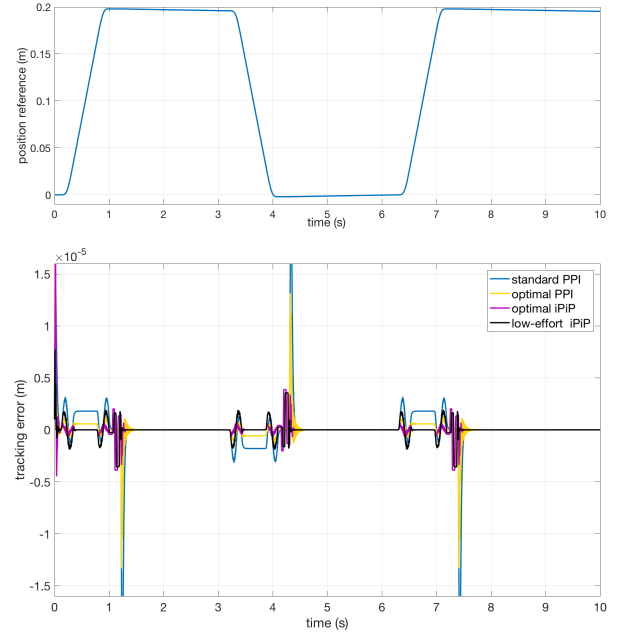 0.2
0.15
0.1
0.05
0
position reference (m)
0 1 2 3 4 5 6 7 8 9 10
time (s)
×10-5
1.5
1
0.5
0
-0.5
-1
-1.5
tracking error (m)
standard PPI
optimal PPI
optimal iPiP
low-effort iPiP
0 1 2 3 4 5 6 7 8 9 10
time (s)